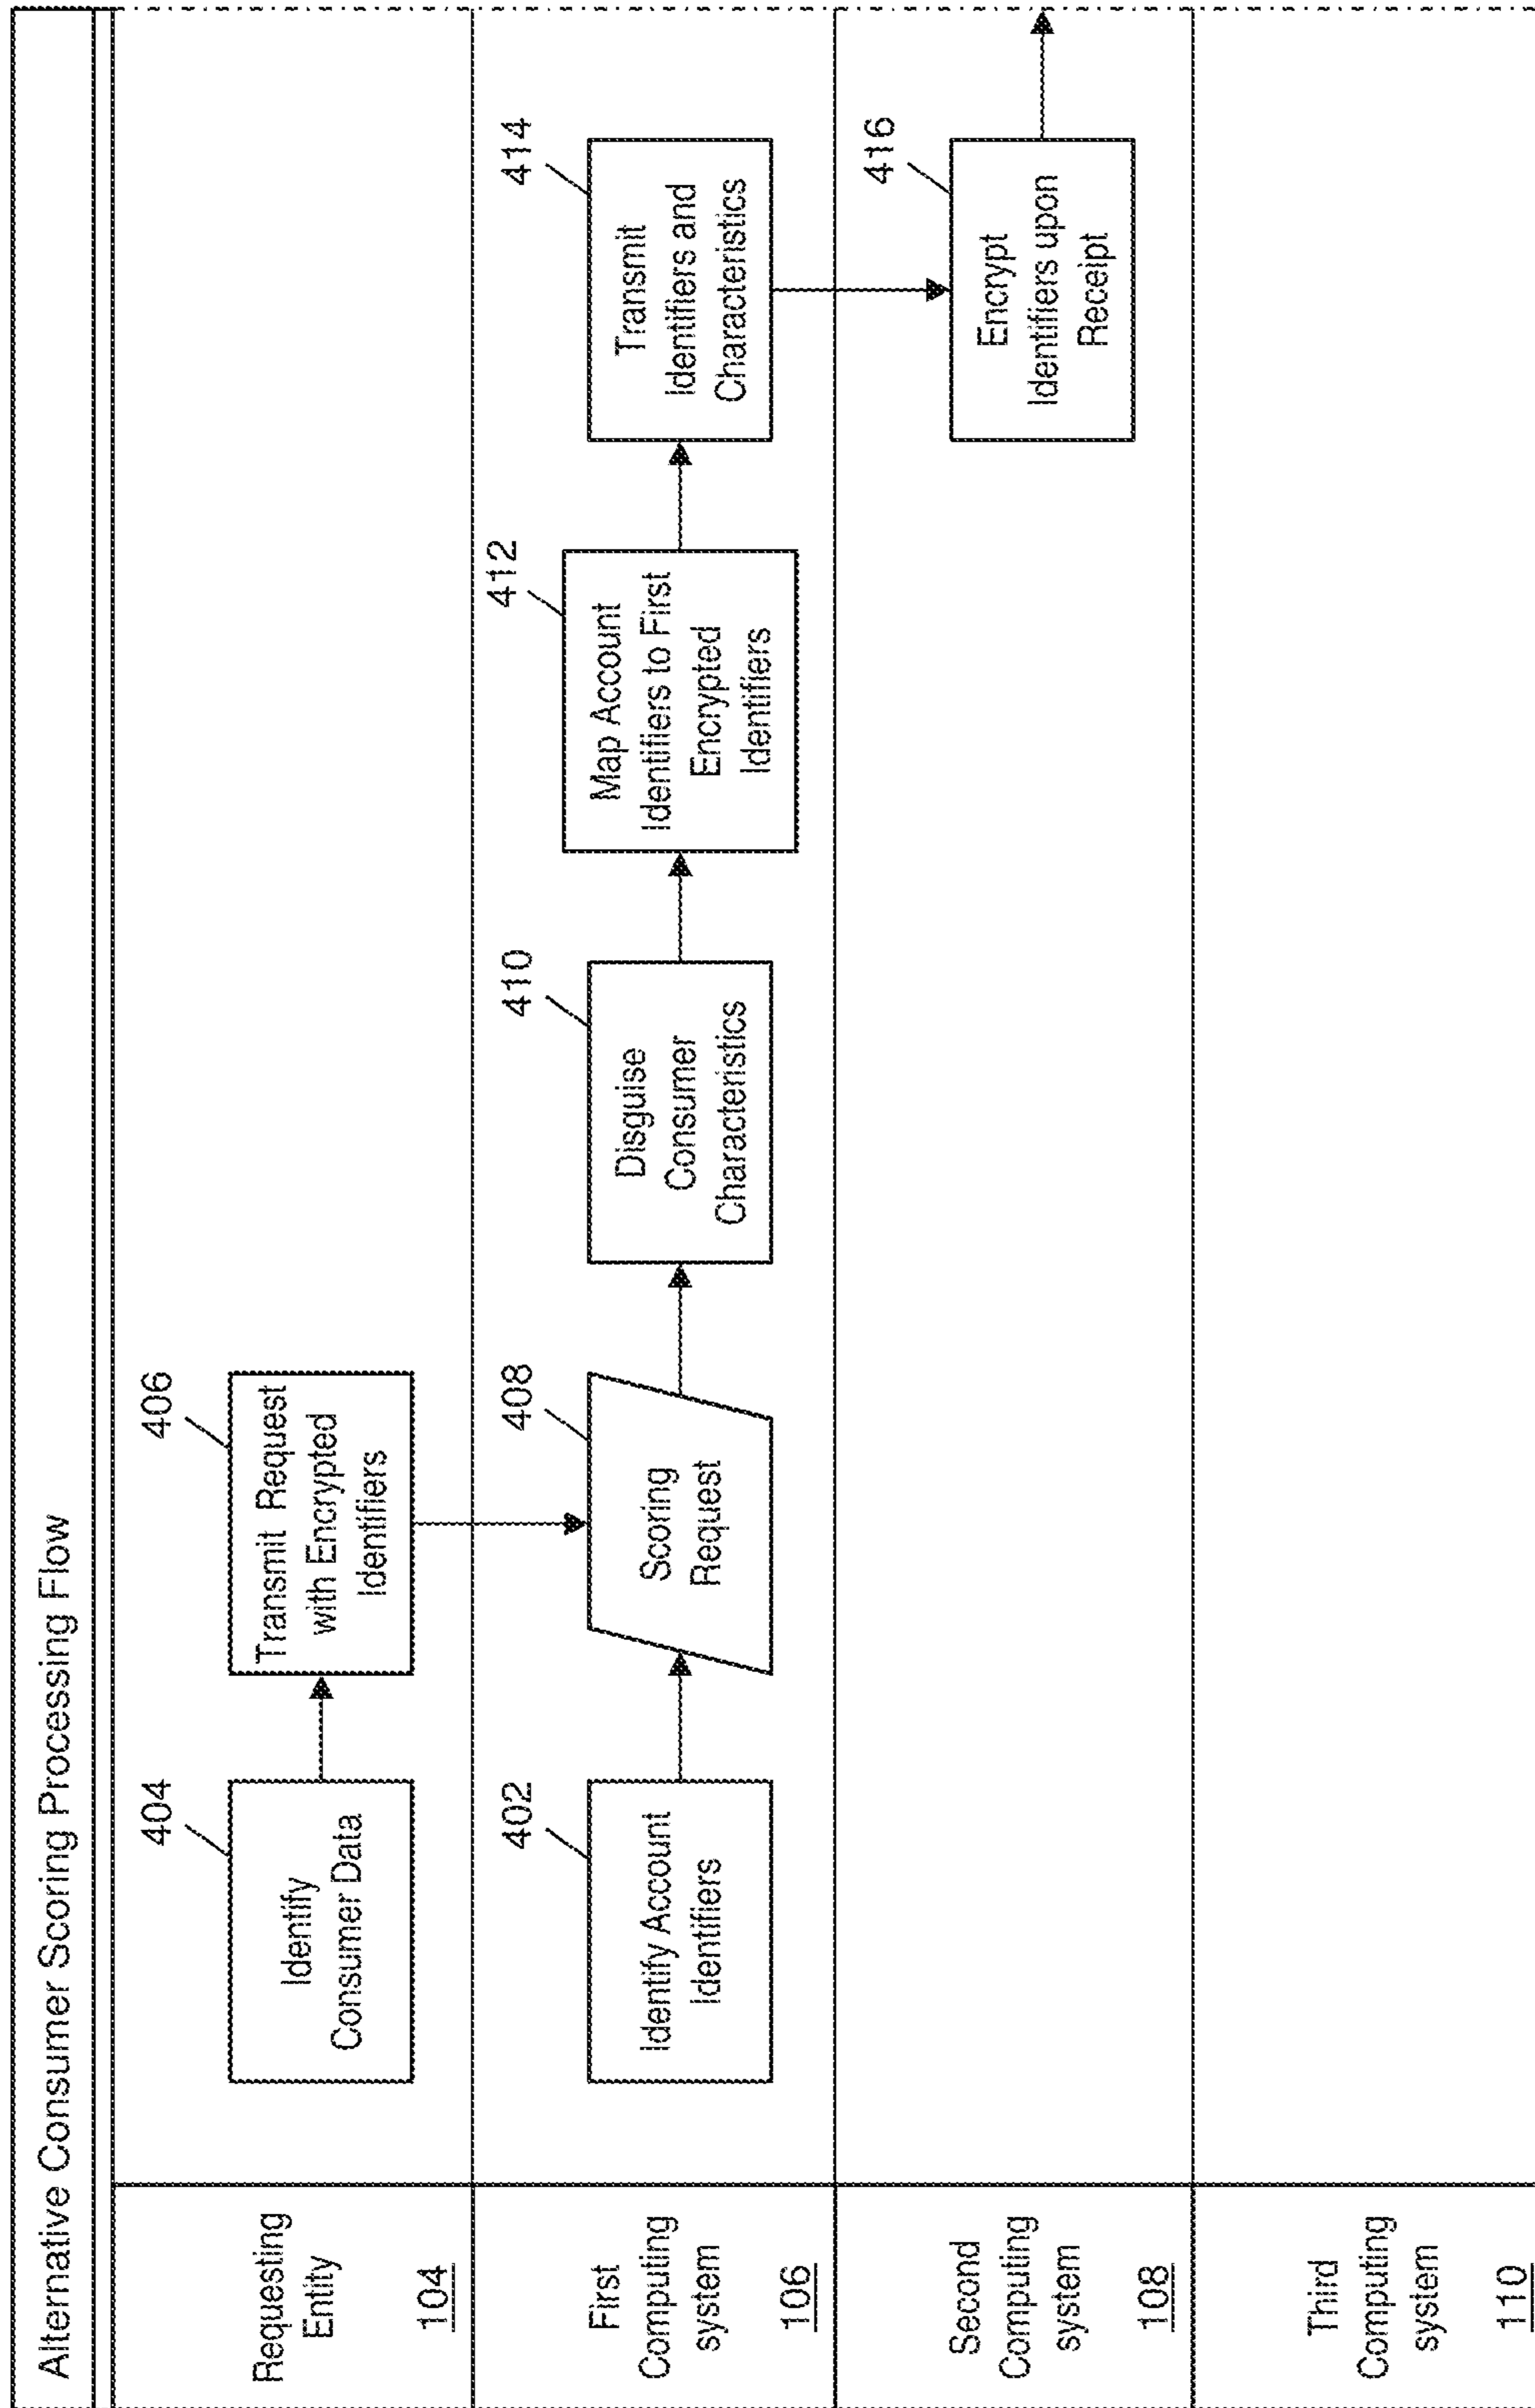 Alternative Consumer Scoring Processing Flow
Requesting
Entity
104
404
Identify
Consumer Data
406
Transmit Request
with Encrypted
Identifiers
First
Computing
system
106
402
Identify Account
Identifiers
408
Scoring
Request
410
Disguise
Consumer
Characteristics
412
Map Account
Identifiers to First
Encrypted
Identifiers
414
Transmit
Identifiers and
Characteristics
Second
Computing
system
108
416
Encrypt
Identifiers upon
Receipt
Third
Computing
system
110